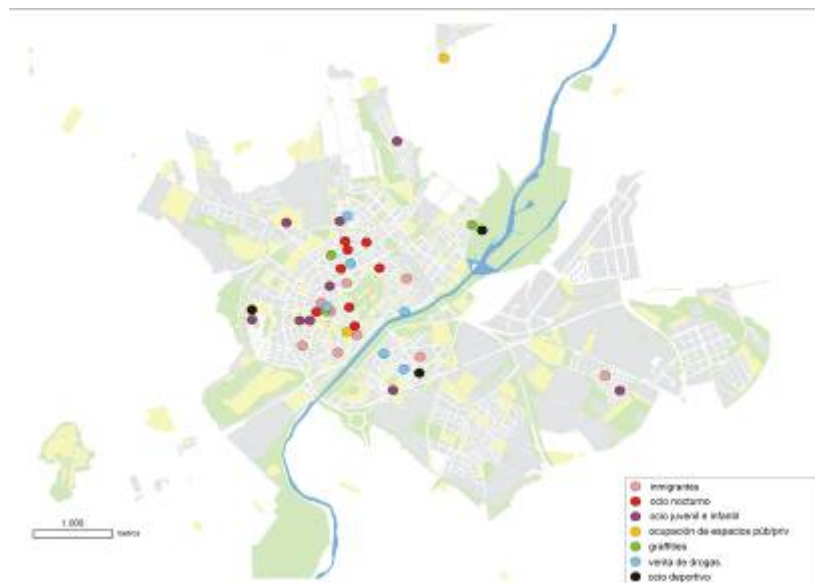 inmigrantes
ocio nocturno
ocio juvenil e infantil
ocupación de espacios púb/priv
graffities
venta de drogas.
ocio deportivo
1.000
metros